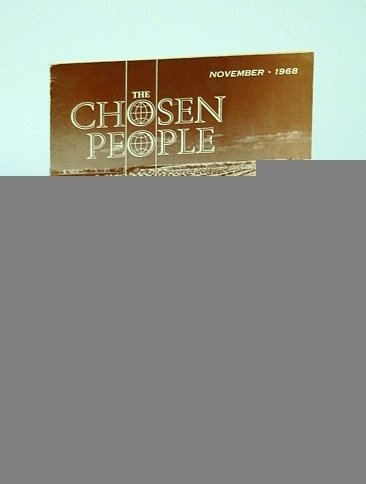 NOVEMBER • 1968
THE
CHOSEN
PEOPLE